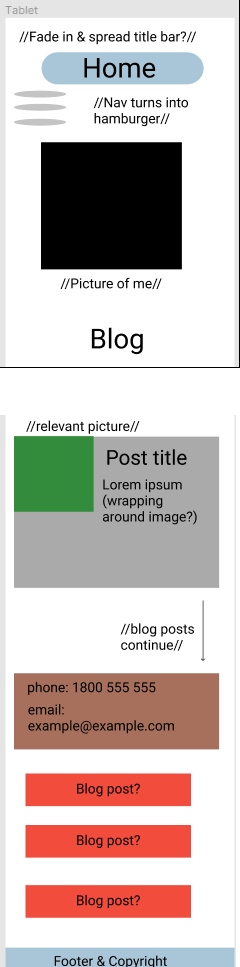 Tablet
//Fade in & spread title bar?//
Home
//Nav turns into
hamburger//
//Picture of me//
Blog
//relevant picture//
Post title
Lorem ipsum
(wrapping
around image?)
//blog posts
continue//
phone: 1800 555 555
email:
example@example.com
Blog post?
Blog post?
Blog post?
Footer & Copyright